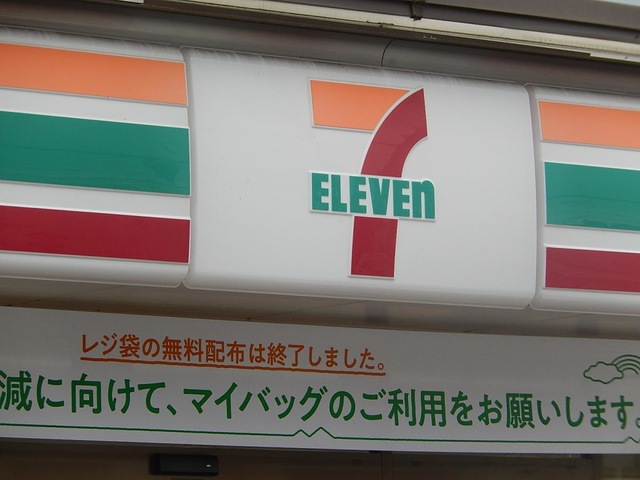 7
ELEVEn
レジ袋の無料配布は終了しました。
減に向けて、マイバッグのご利用をお願いします。